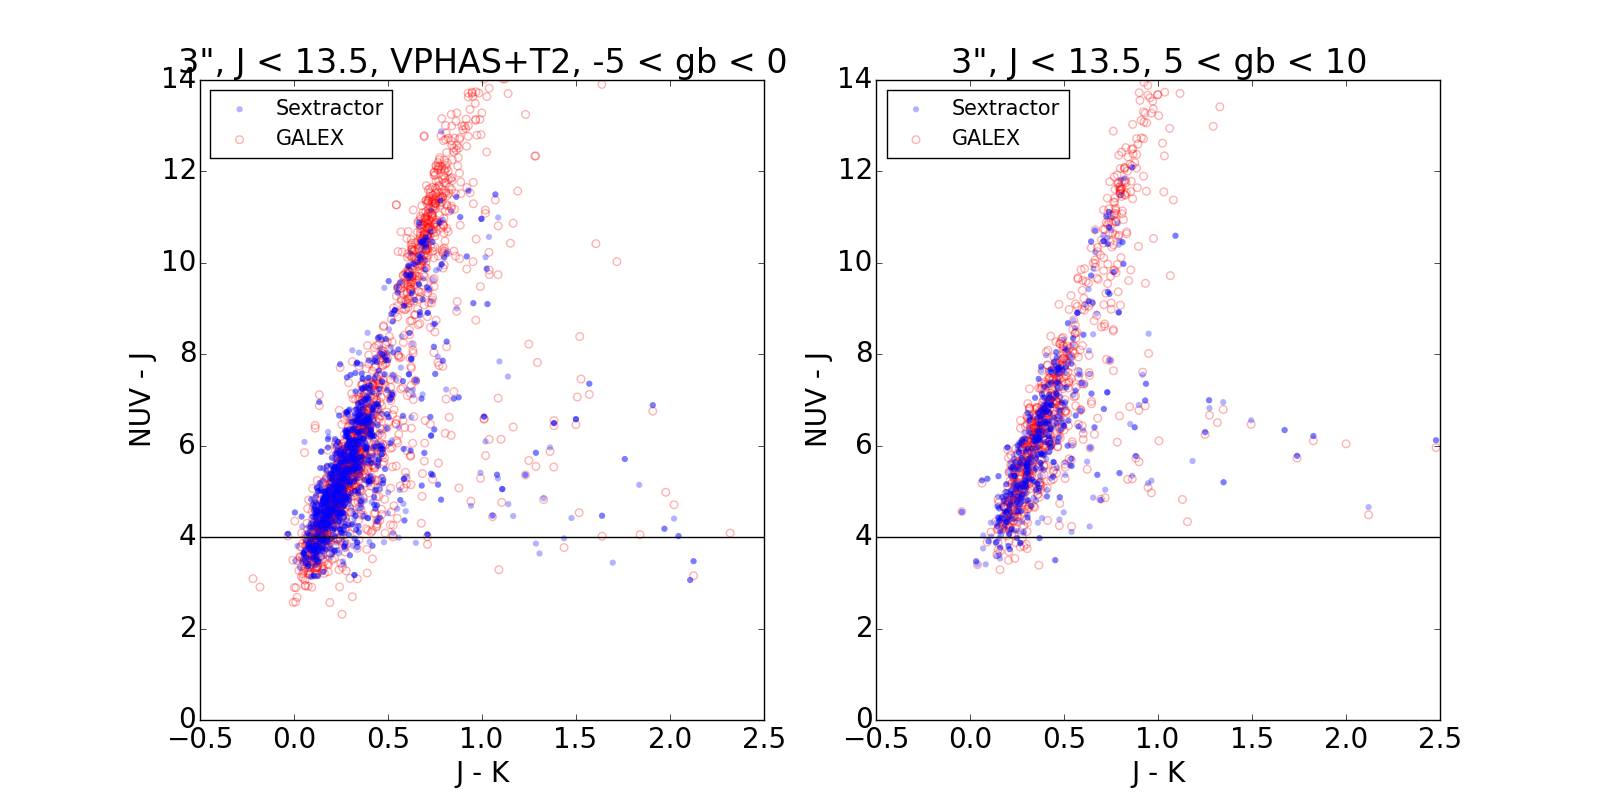 3", J < 13.5, VPHAS+T2, -5 < gb < 0
14
12
10
8
6
4
2
0
−0.5 0.0 0.5 1.0 1.5 2.0 2.5
NUV - J
J - K
Sextractor
GALEX
3", J < 13.5, 5 < gb < 10
14
12
10
8
6
4
2
0
−0.5 0.0 0.5 1.0 1.5 2.0 2.5
NUV - J
J - K
Sextractor
GALEX